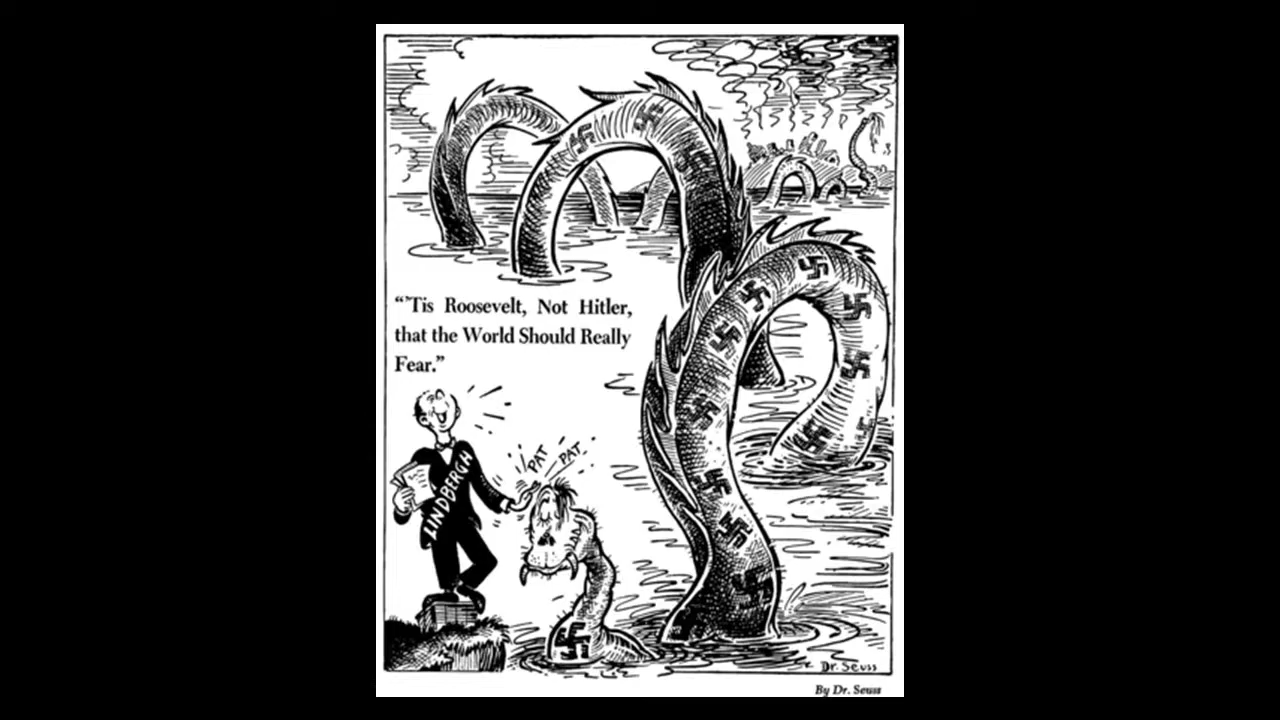 “’Tis Roosevelt, Not Hitler,
that the World Should Really
Fear.”
LINDBERGH
PAT
PAT
Dr. Seuss
By Dr. Seuss